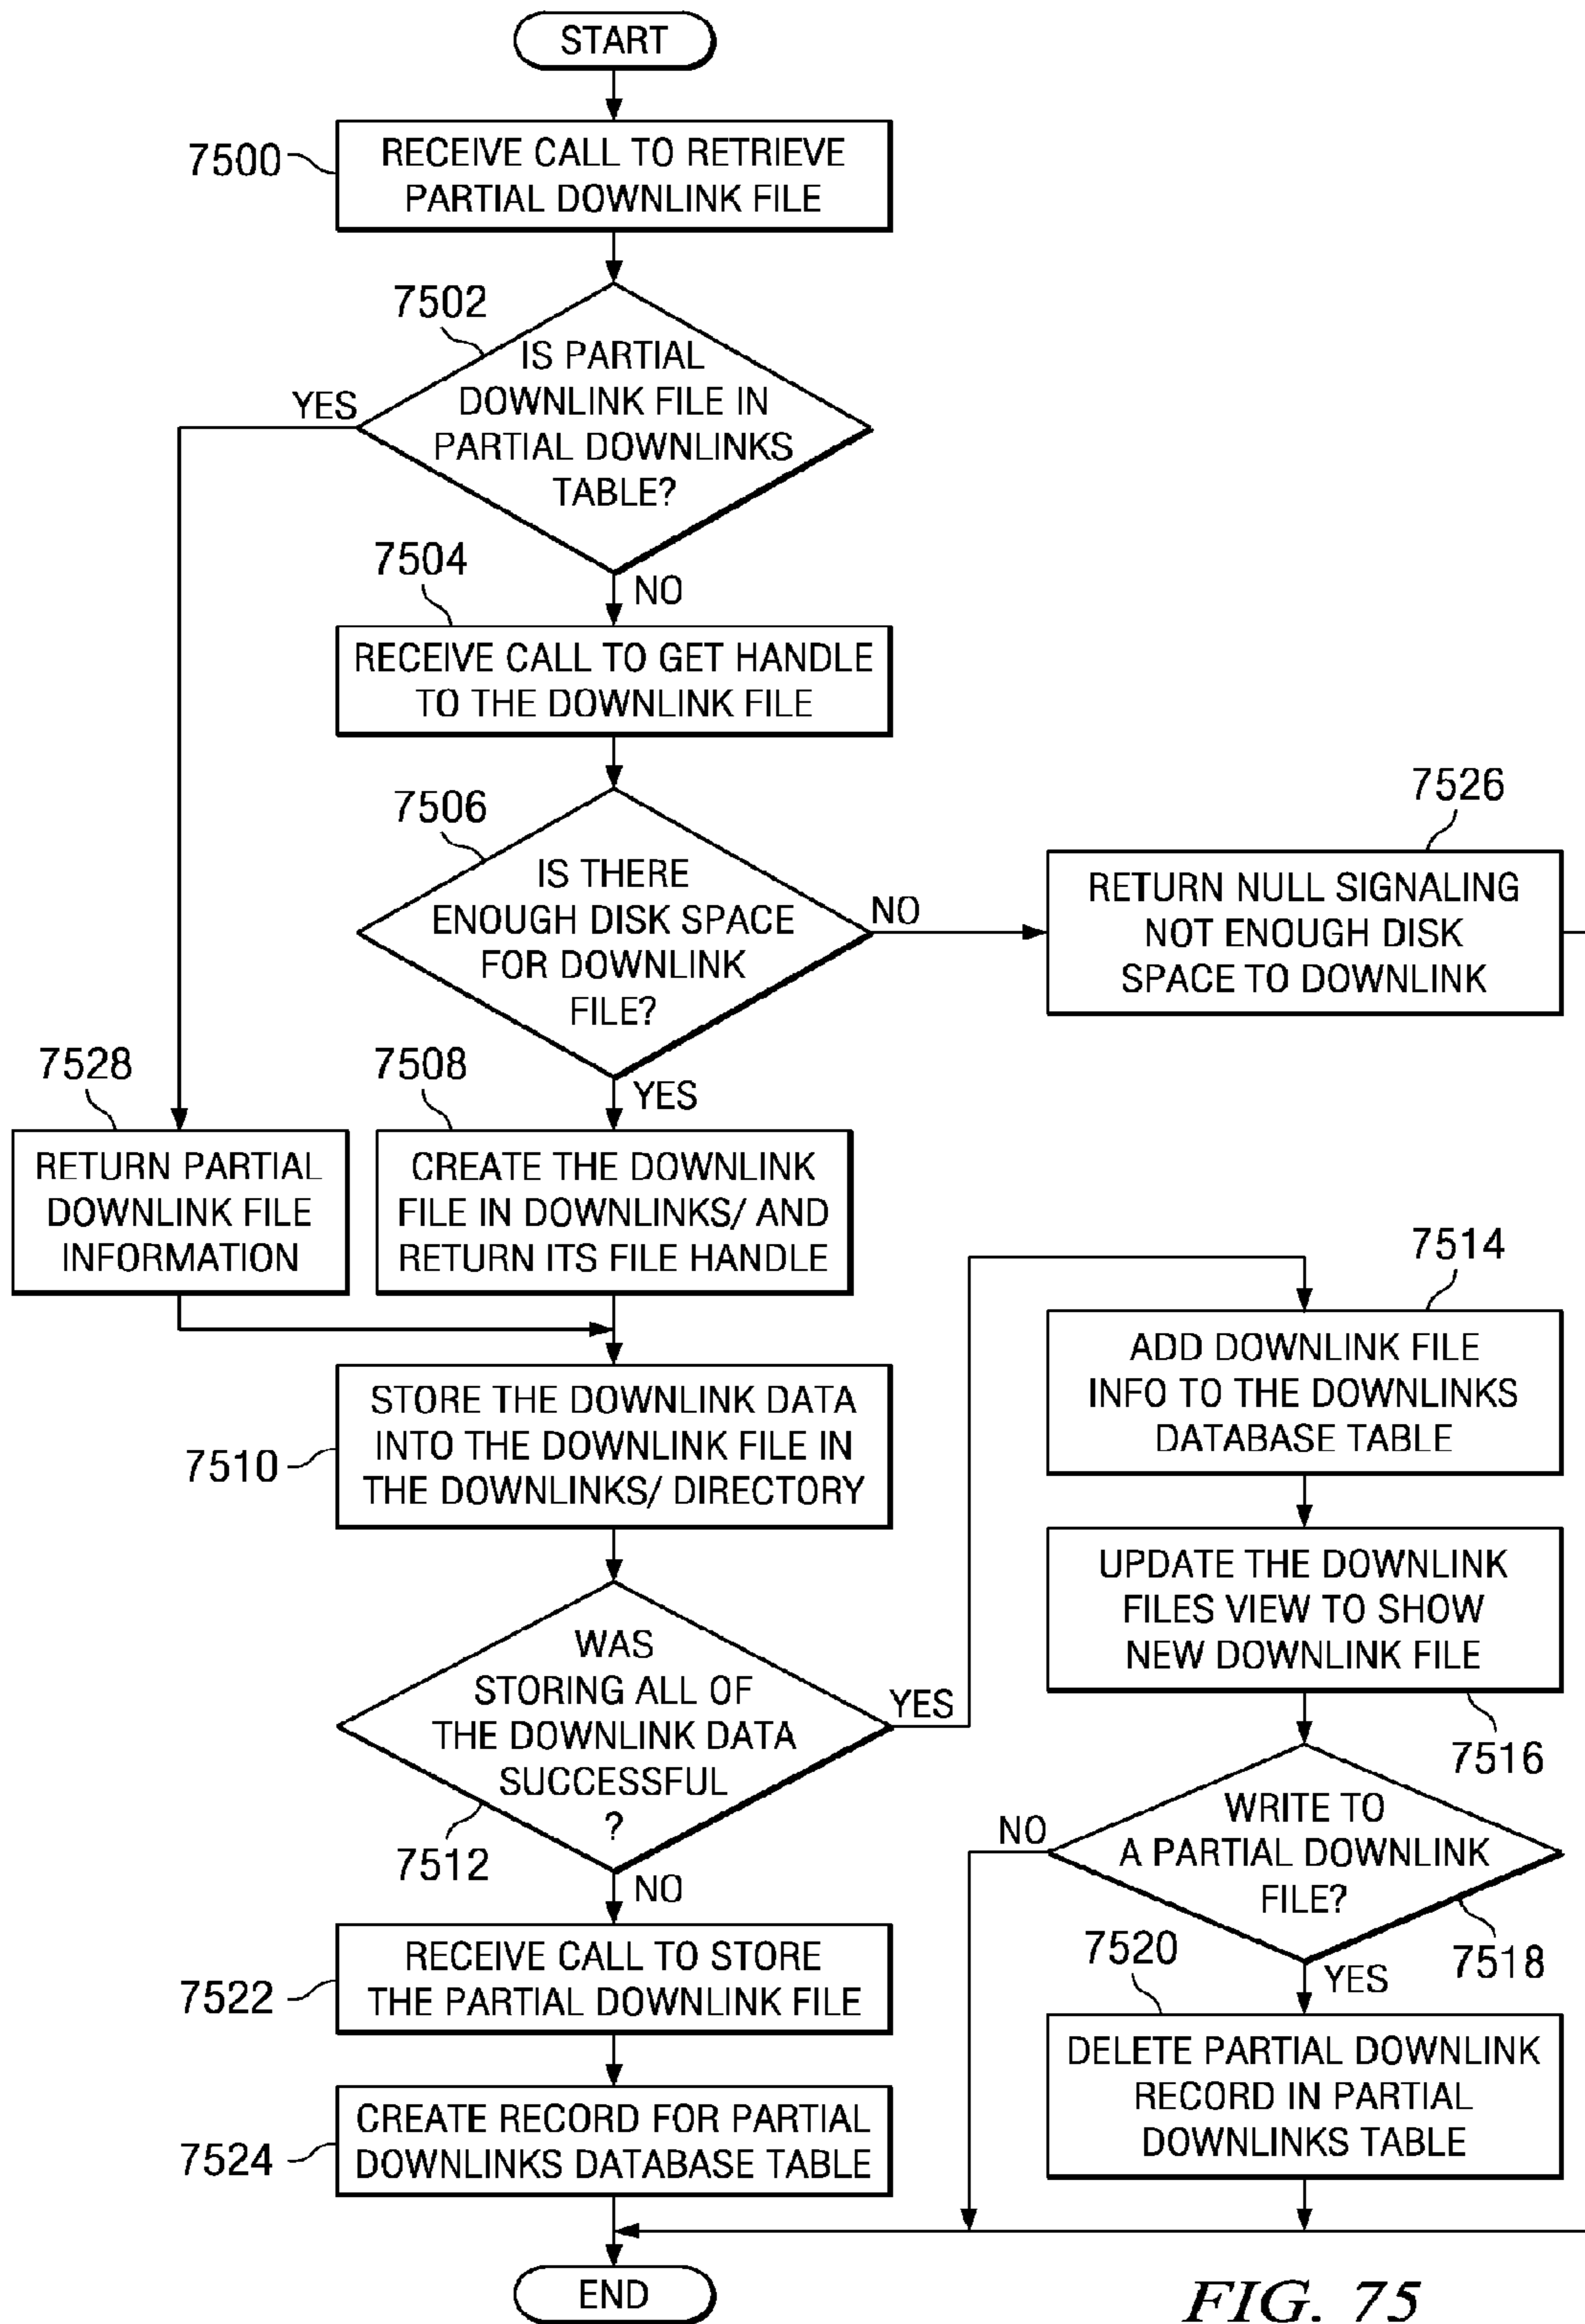 START
7500
RECEIVE CALL TO RETRIEVE
PARTIAL DOWNLINK FILE
7502
IS PARTIAL
DOWNLINK FILE IN
PARTIAL DOWNLINKS
TABLE?
YES
NO
7504
RECEIVE CALL TO GET HANDLE
TO THE DOWNLINK FILE
7506
IS THERE
ENOUGH DISK SPACE
FOR DOWNLINK
FILE?
NO
YES
7526
RETURN NULL SIGNALING
NOT ENOUGH DISK
SPACE TO DOWNLINK
7528
RETURN PARTIAL
DOWNLINK FILE
INFORMATION
7508
CREATE THE DOWNLINK
FILE IN DOWNLINKS/ AND
RETURN ITS FILE HANDLE
7510
STORE THE DOWNLINK DATA
INTO THE DOWNLINK FILE IN
THE DOWNLINKS/ DIRECTORY
WAS
STORING ALL OF
THE DOWNLINK DATA
SUCCESSFUL
?
7512
YES
NO
7514
ADD DOWNLINK FILE
INFO TO THE DOWNLINKS
DATABASE TABLE
UPDATE THE DOWNLINK
FILES VIEW TO SHOW
NEW DOWNLINK FILE
7516
WRITE TO
A PARTIAL DOWNLINK
FILE?
NO
7518
YES
7520
DELETE PARTIAL DOWNLINK
RECORD IN PARTIAL
DOWNLINKS TABLE
7522
RECEIVE CALL TO STORE
THE PARTIAL DOWNLINK FILE
7524
CREATE RECORD FOR PARTIAL
DOWNLINKS DATABASE TABLE
END
FIG. 75